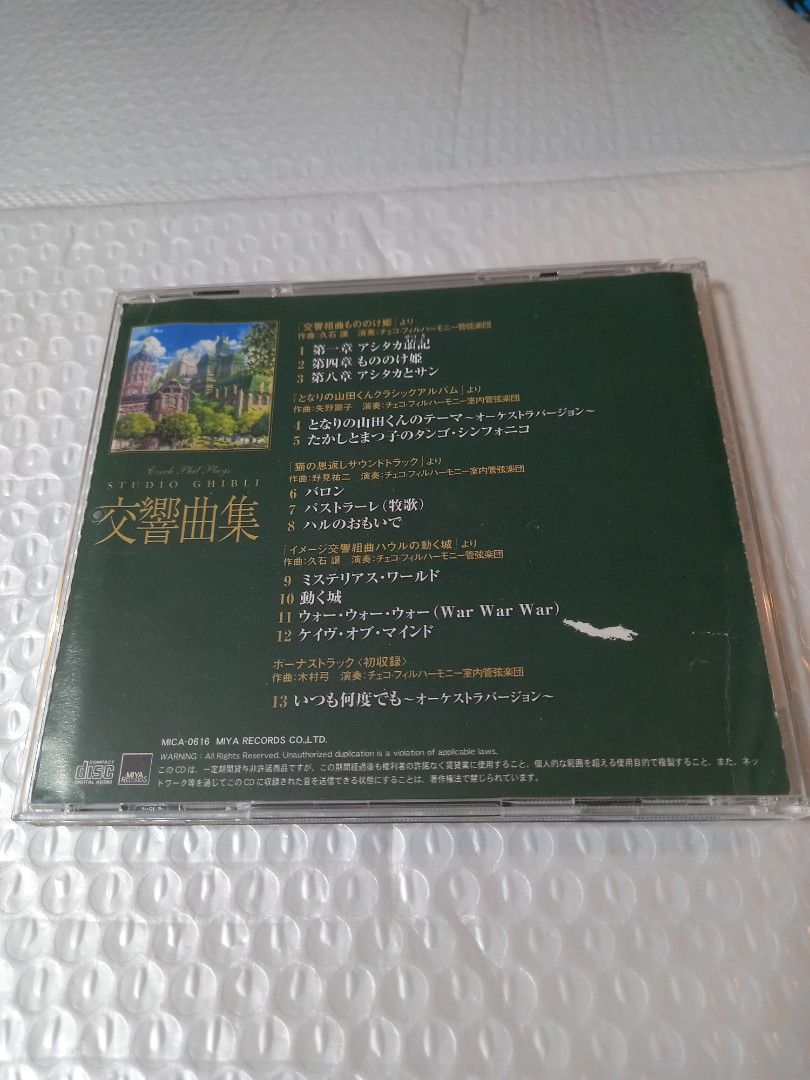 「交響組曲もののけ姫」より
作曲:久石 譲　演奏:チェコ・フィルハーモニー管弦楽団
1 第一章 アシタカ𦻙記
2 第四章 もののけ姫
3 第八章 アシタカとサン
「となりの山田くんクラシックアルバム」より
作曲:矢野顕子　演奏:チェコ・フィルハーモニー室内管弦楽団
4 となりの山田くんのテーマ～オーケストラバージョン～
5 たかしとまつ子のタンゴ・シンフォニコ
「猫の恩返しサウンドトラック」より
作曲:野見祐二　演奏:チェコ・フィルハーモニー室内管弦楽団
6 バロン
7 パストラーレ(牧歌)
8 ハルのおもいで
「イメージ交響組曲ハウルの動く城」より
作曲:久石 譲　演奏:チェコ・フィルハーモニー管弦楽団
9 ミステリアス・ワールド
10 動く城
11 ウォー・ウォー・ウォー(War War War)
12 ケイヴ・オブ・マインド
ボーナストラック〈初収録〉
作曲:木村弓　演奏:チェコ・フィルハーモニー室内管弦楽団
13 いつも何度でも～オーケストラバージョン～
Czech Phil Plays
STUDIO GHIBLI
交響曲集
MICA-0616 MIYA RECORDS CO.,LTD.
WARNING : All Rights Reserved. Unauthorized duplication is a violation of applicable laws.
このCDは、一定期間貸与非許諾商品ですが、この期間経過後も権利者の許諾なく賃貸業に使用すること、個人的な範囲を超える使用目的で複製すること、また、ネッ
トワーク等を通じてこのCDに収録された音を送信できる状態にすることは、著作権法で禁じられています。
COMPACT
disc
DIGITAL AUDIO
MIYA
RECORDS